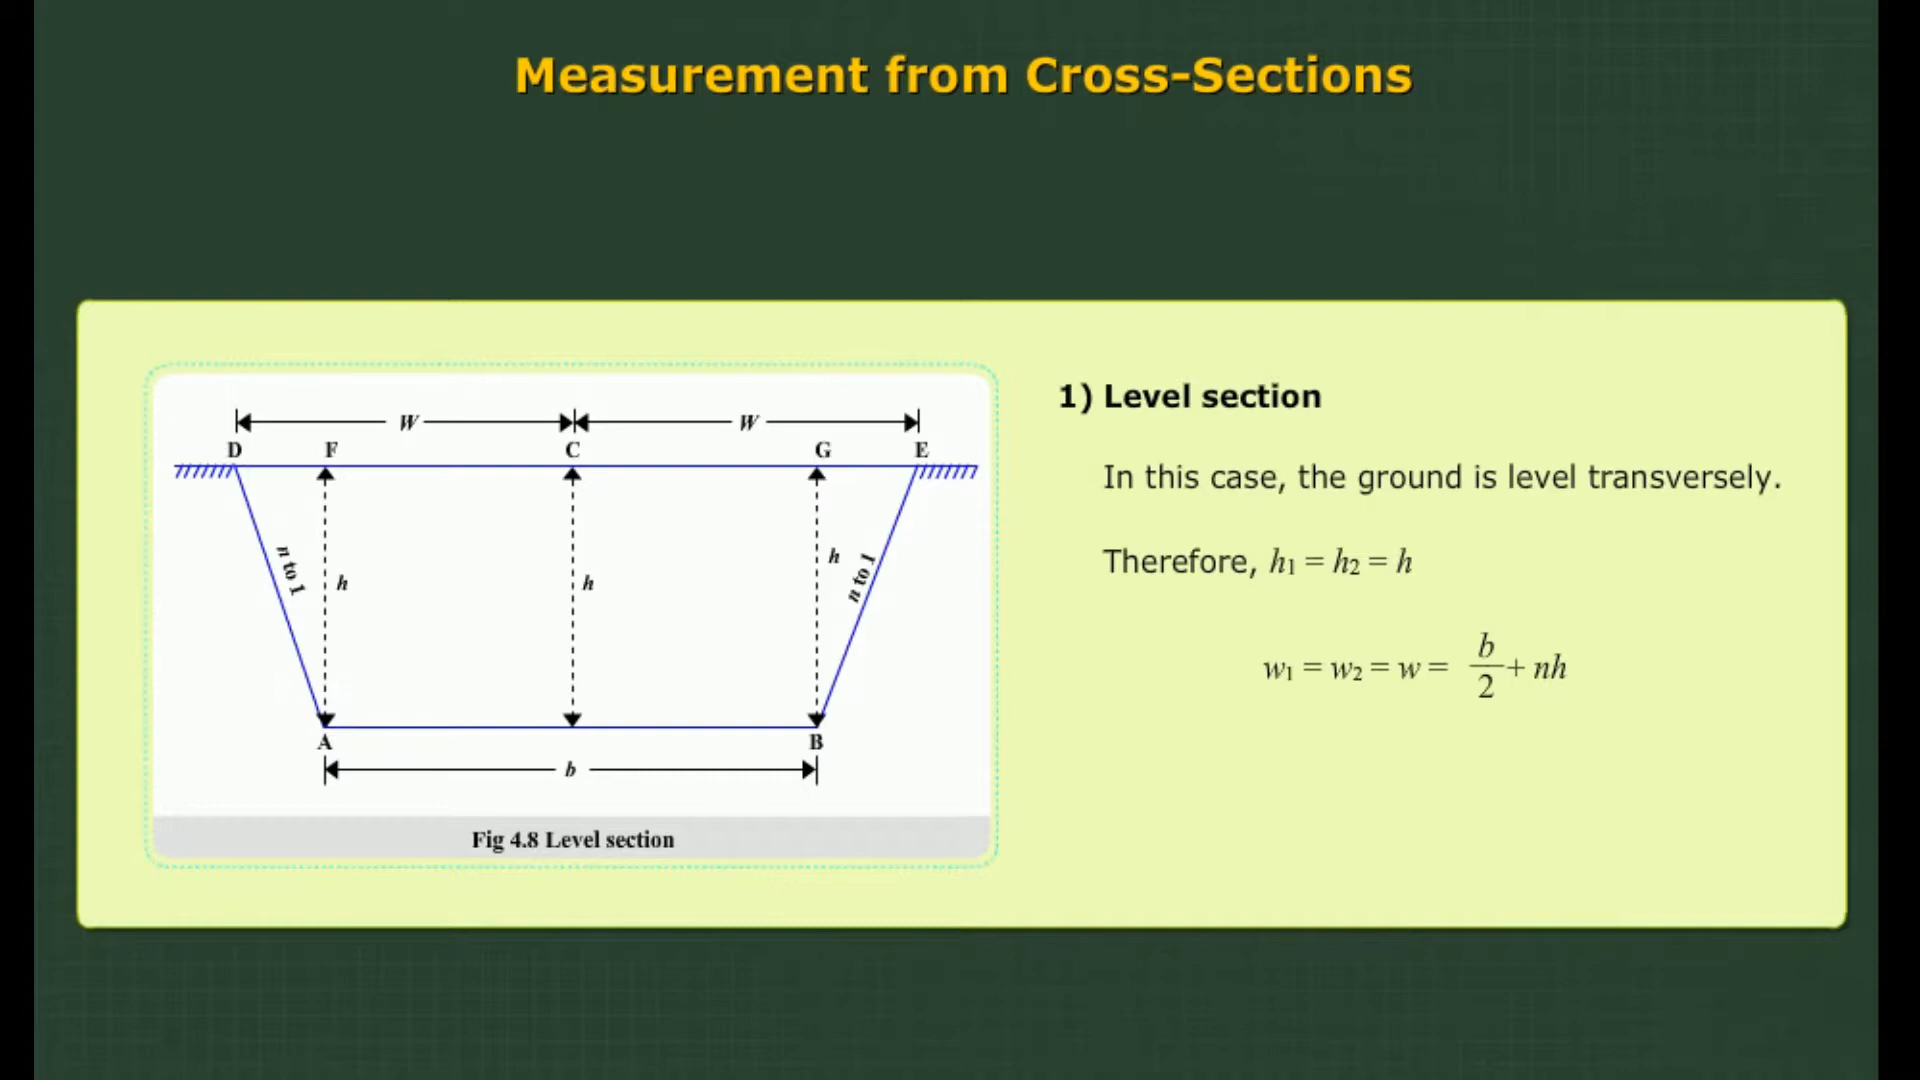 Measurement from Cross-Sections
W W
D F C G E
n to 1 h h h n to 1
A B
b
Fig 4.8 Level section
1) Level section
In this case, the ground is level transversely.
Therefore, h₁ = h₂ = h
w₁ = w₂ = w = b/2 + nh